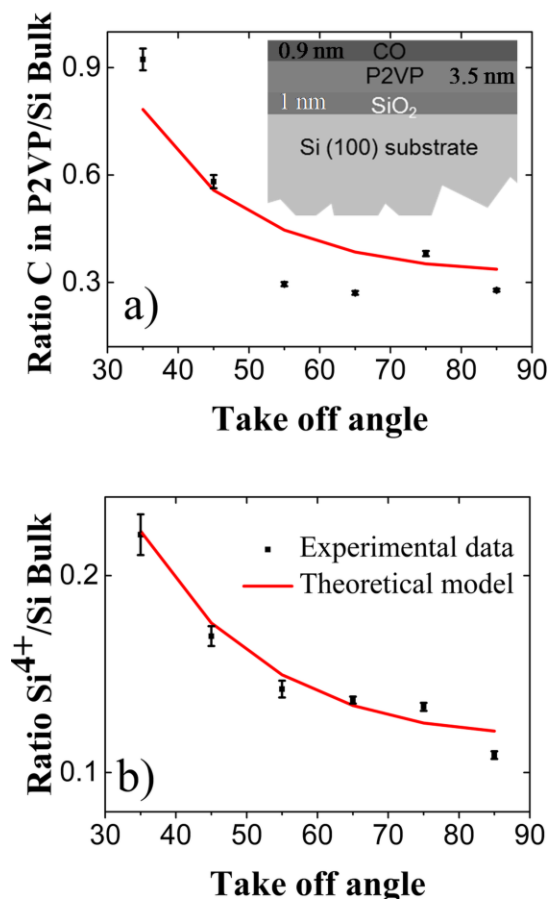 a)
0.9 nm CO
P2VP 3.5 nm
1 nm SiO₂
Si (100) substrate
Ratio C in P2VP/Si Bulk
0.9
0.6
0.3
30 40 50 60 70 80 90
Take off angle
Experimental data
Theoretical model
Ratio Si⁴⁺/Si Bulk
0.2
0.1
b)
30 40 50 60 70 80 90
Take off angle